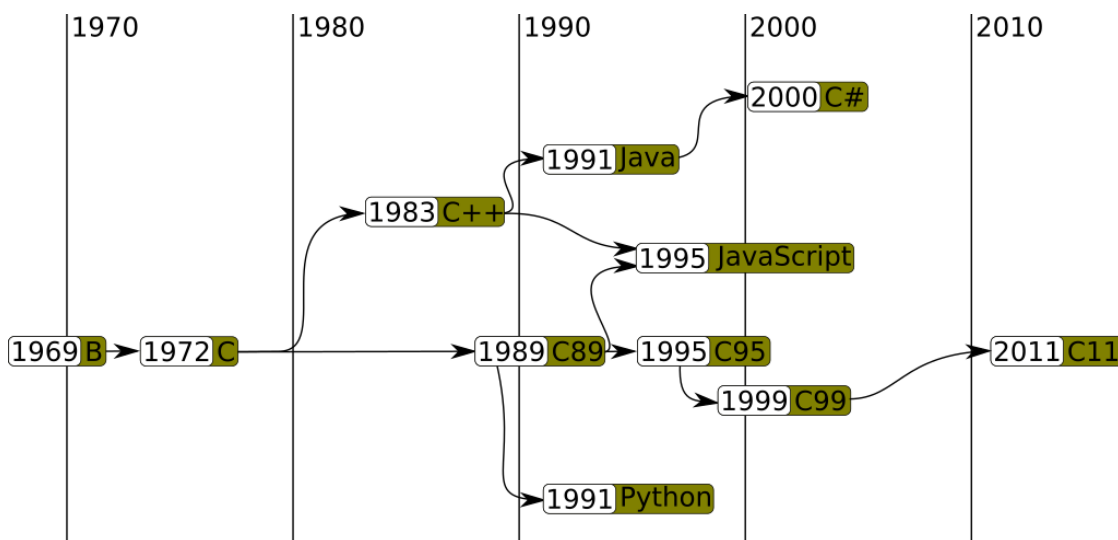 1970 1980 1990 2000 2010
2000 C#
1991 Java
1983 C++
1995 JavaScript
1969 B 1972 C 1989 C89 1995 C95 2011 C11
1999 C99
1991 Python